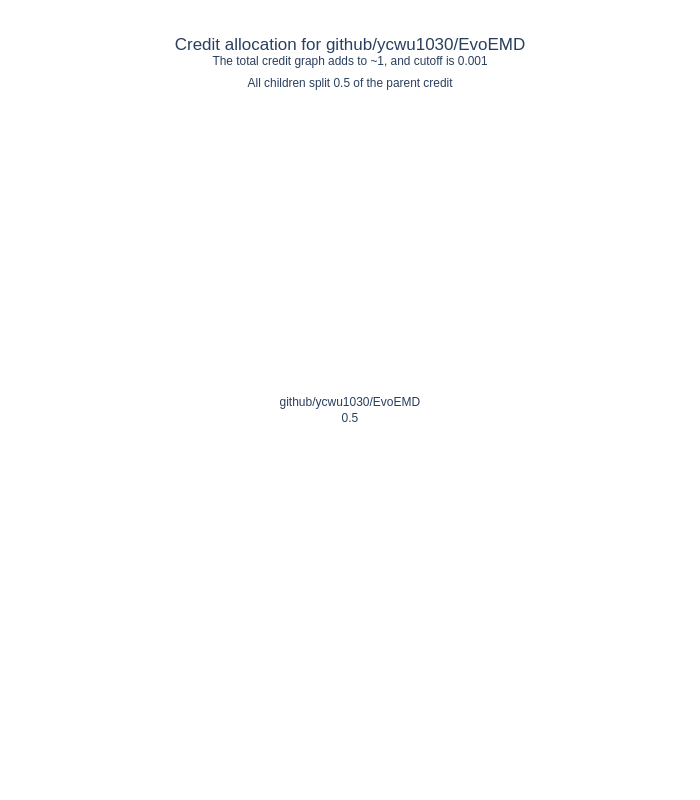 Credit allocation for github/ycwu1030/EvoEMD
The total credit graph adds to ~1, and cutoff is 0.001
All children split 0.5 of the parent credit
github/ycwu1030/EvoEMD
0.5